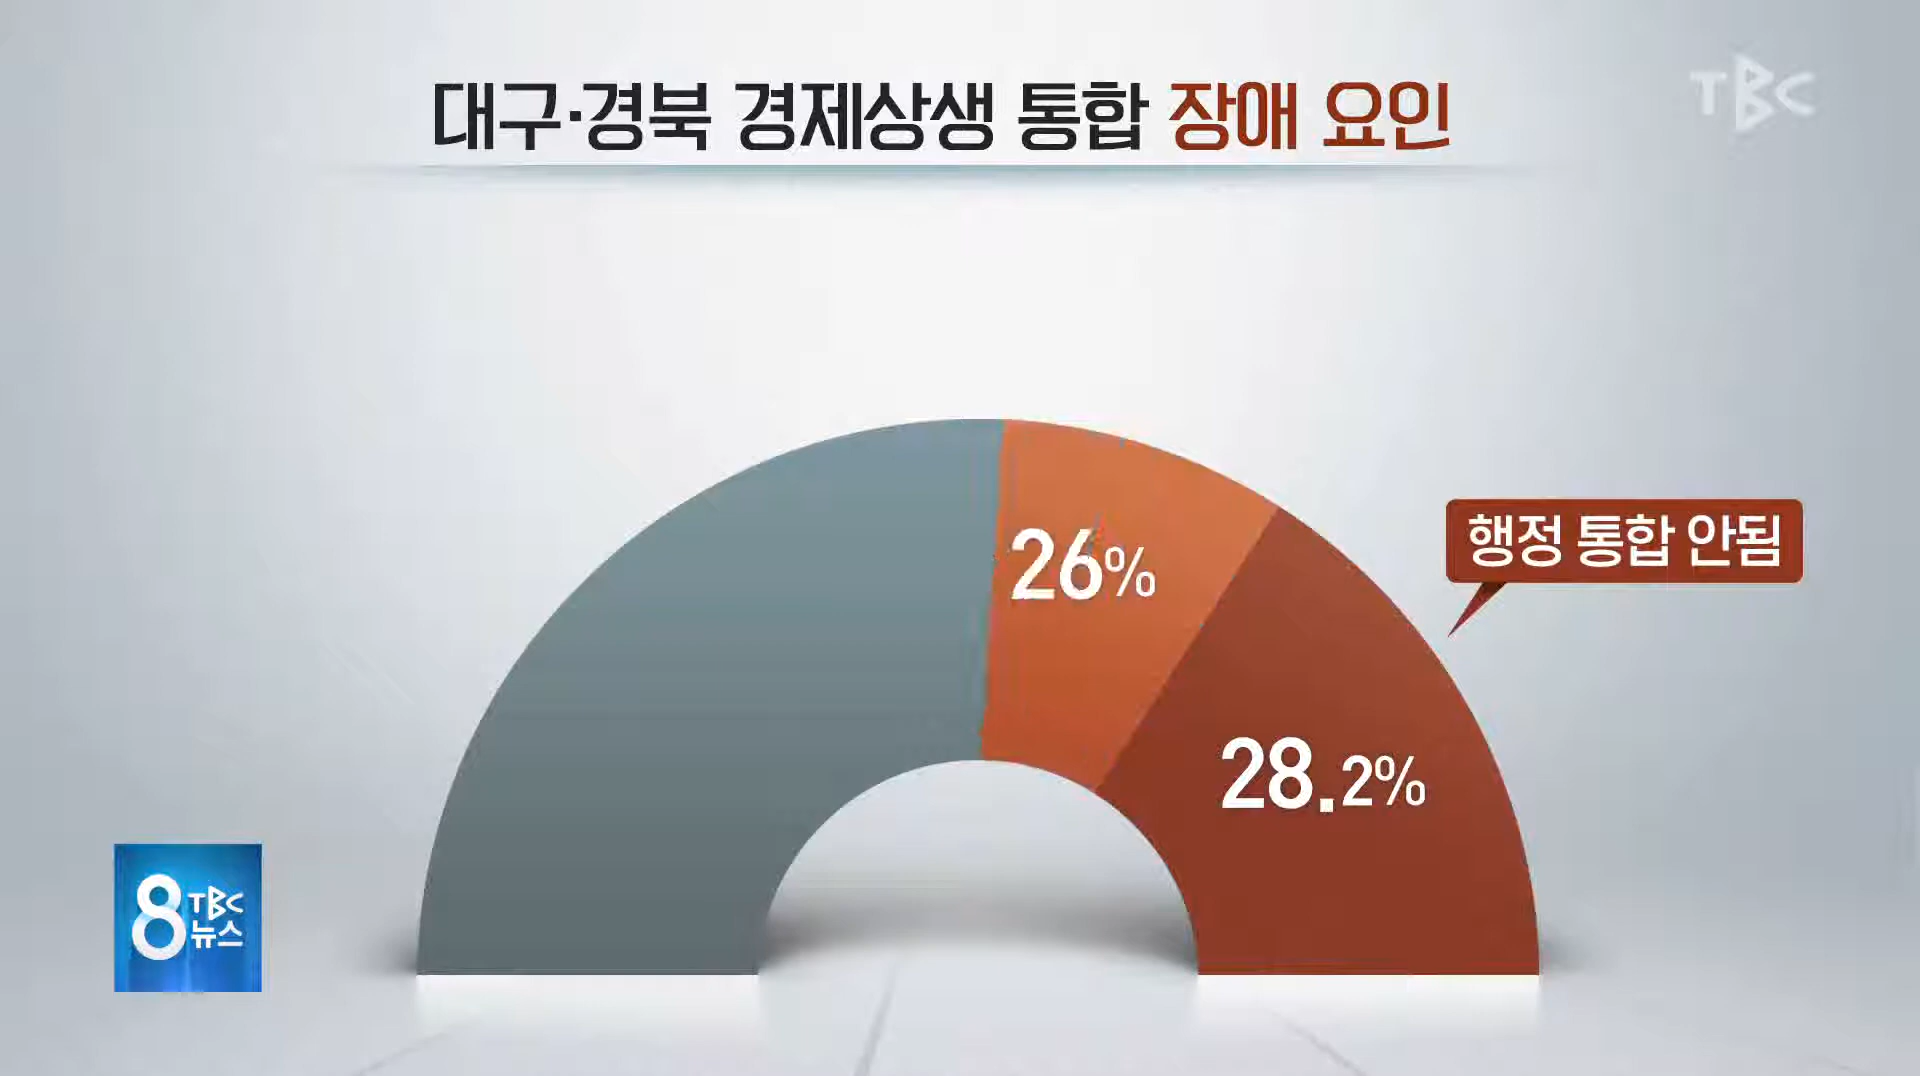 대구·경북 경제상생 통합 장애 요인
TBC
행정 통합 안됨
26%
28.2%
8 TBC
뉴스